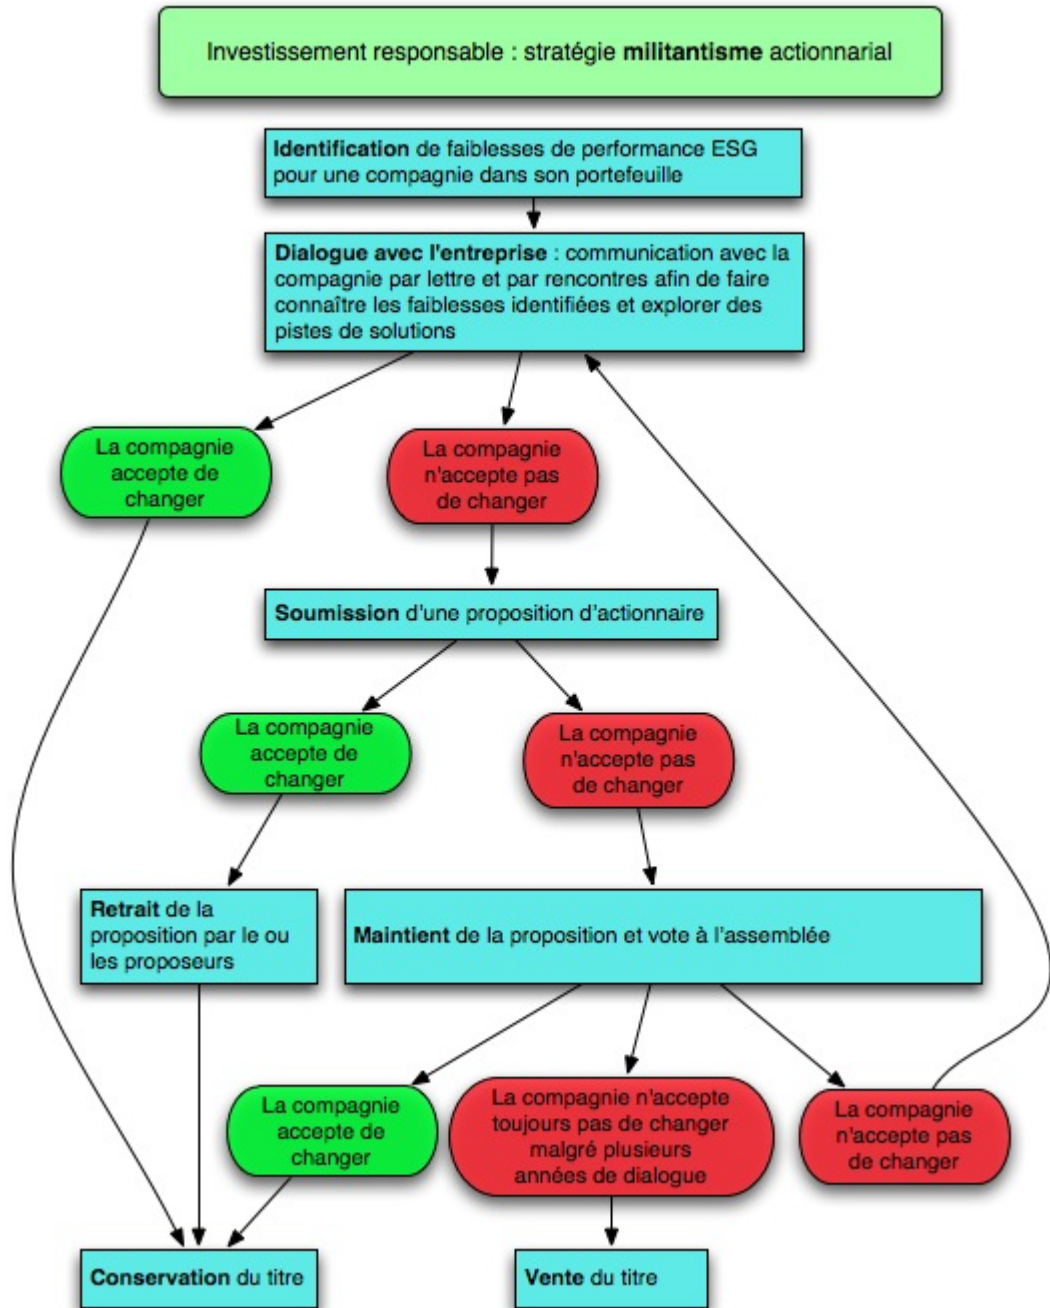 Investissement responsable : stratégie militantisme actionnarial
Identification de faiblesses de performance ESG
pour une compagnie dans son portefeuille
Dialogue avec l'entreprise : communication avec la
compagnie par lettre et par rencontres afin de faire
connaître les faiblesses identifiées et explorer des
pistes de solutions
La compagnie
accepte de
changer
La compagnie
n'accepte pas
de changer
Soumission d'une proposition d'actionnaire
La compagnie
accepte de
changer
La compagnie
n'accepte pas
de changer
Retrait de la
proposition par le ou
les proposeurs
Maintient de la proposition et vote à l'assemblée
La compagnie
accepte de
changer
La compagnie n'accepte
toujours pas de changer
malgré plusieurs
années de dialogue
La compagnie
n'accepte pas
de changer
Conservation du titre
Vente du titre